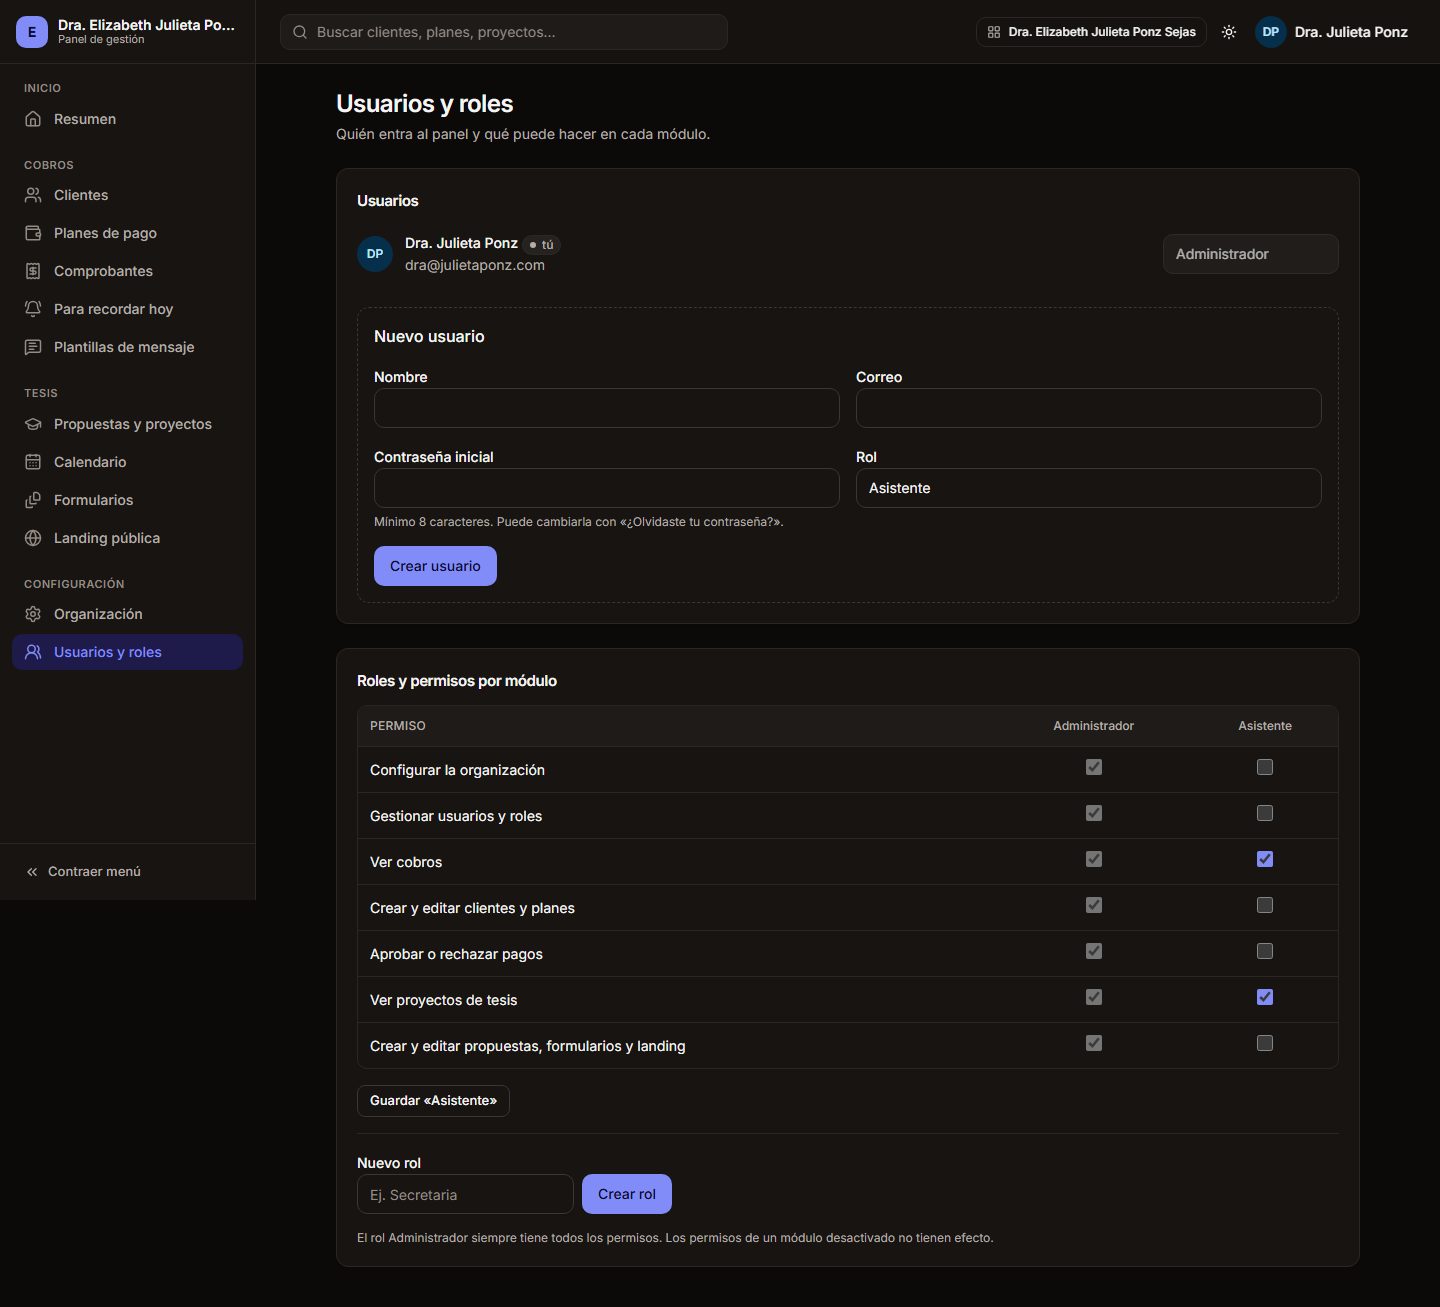 E
Dra. Elizabeth Julieta Po...
Panel de gestión
Buscar clientes, planes, proyectos...
Dra. Elizabeth Julieta Ponz Sejas
DP
Dra. Julieta Ponz
INICIO
Resumen
COBROS
Clientes
Planes de pago
Comprobantes
Para recordar hoy
Plantillas de mensaje
TESIS
Propuestas y proyectos
Calendario
Formularios
Landing pública
CONFIGURACIÓN
Organización
Usuarios y roles
Contraer menú
Usuarios y roles
Quién entra al panel y qué puede hacer en cada módulo.
Usuarios
DP
Dra. Julieta Ponz
tú
dra@julietaponz.com
Administrador
Nuevo usuario
Nombre
Correo
Contraseña inicial
Rol
Asistente
Mínimo 8 caracteres. Puede cambiarla con «¿Olvidaste tu contraseña?».
Crear usuario
Roles y permisos por módulo
PERMISO
Administrador
Asistente
Configurar la organización
Gestionar usuarios y roles
Ver cobros
Crear y editar clientes y planes
Aprobar o rechazar pagos
Ver proyectos de tesis
Crear y editar propuestas, formularios y landing
Guardar «Asistente»
Nuevo rol
Ej. Secretaria
Crear rol
El rol Administrador siempre tiene todos los permisos. Los permisos de un módulo desactivado no tienen efecto.